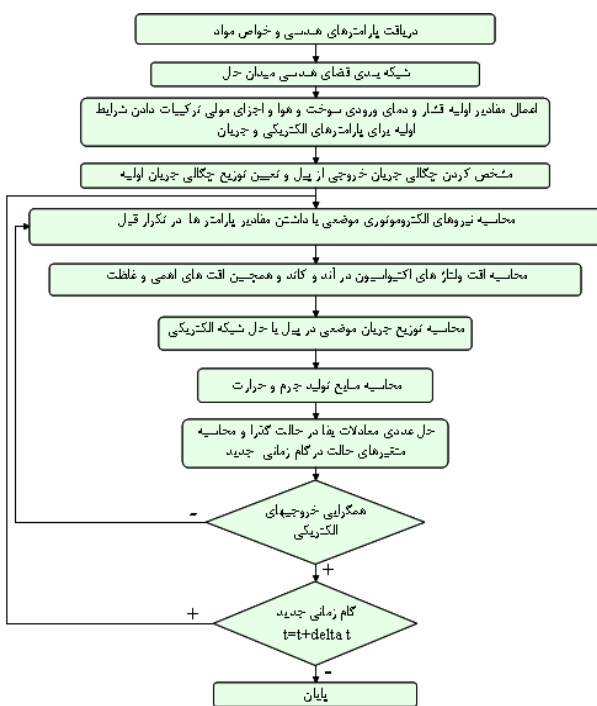 دریافت پارامترهای هندسی و خواص مواد
شبکه بندی فضای هندسی میدان حل
اعمال مقادیر اولیه فشار و دمای ورودی سوخت و هوا و اجزای مولی ترکیبات دادن شرایط
اولیه برای پارامترهای الکتریکی و جریان
مشخص کردن چگالی جریان خروجی از پیل و تعیین توزیع چگالی جریان اولیه
محاسبه نیروهای الکتروموتوری موضعی با داشتن مقادیر پارامتر ها در تکرار قبل
محاسبه افت ولتاژ های اکتیواسیون در آند و کاتد و همچنین افت های اهمی و غلظت
محاسبه توزیع جریان موضعی در پیل با حل شبکه الکتریکی
محاسبه منابع تولید جرم و حرارت
حل عددی معادلات بقا در حالت گذرا و محاسبه
متغیرهای حالت در گام زمانی جدید
همگرایی خروجیهای
الکتریکی
-
+
گام زمانی جدید
t=t+delta t
+
-
پایان